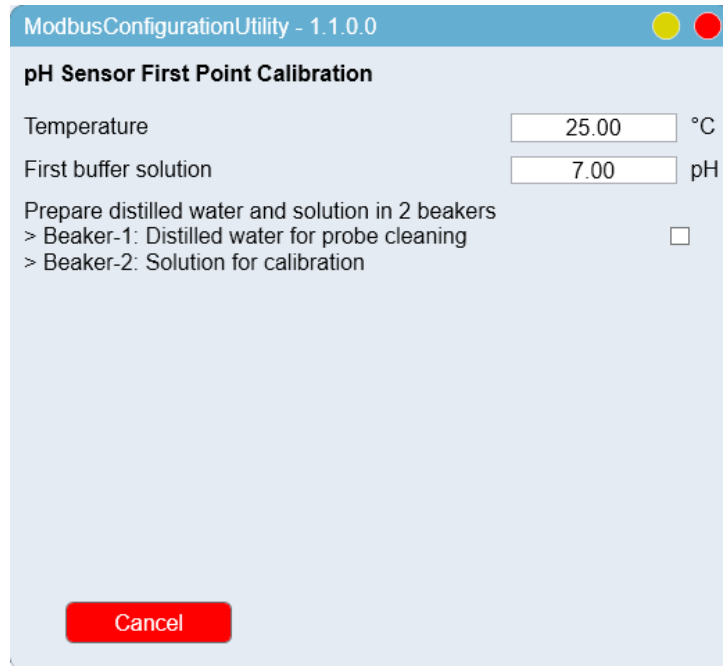 ModbusConfigurationUtility - 1.1.0.0
pH Sensor First Point Calibration
Temperature 25.00 °C
First buffer solution 7.00 pH
Prepare distilled water and solution in 2 beakers
> Beaker-1: Distilled water for probe cleaning
> Beaker-2: Solution for calibration
Cancel